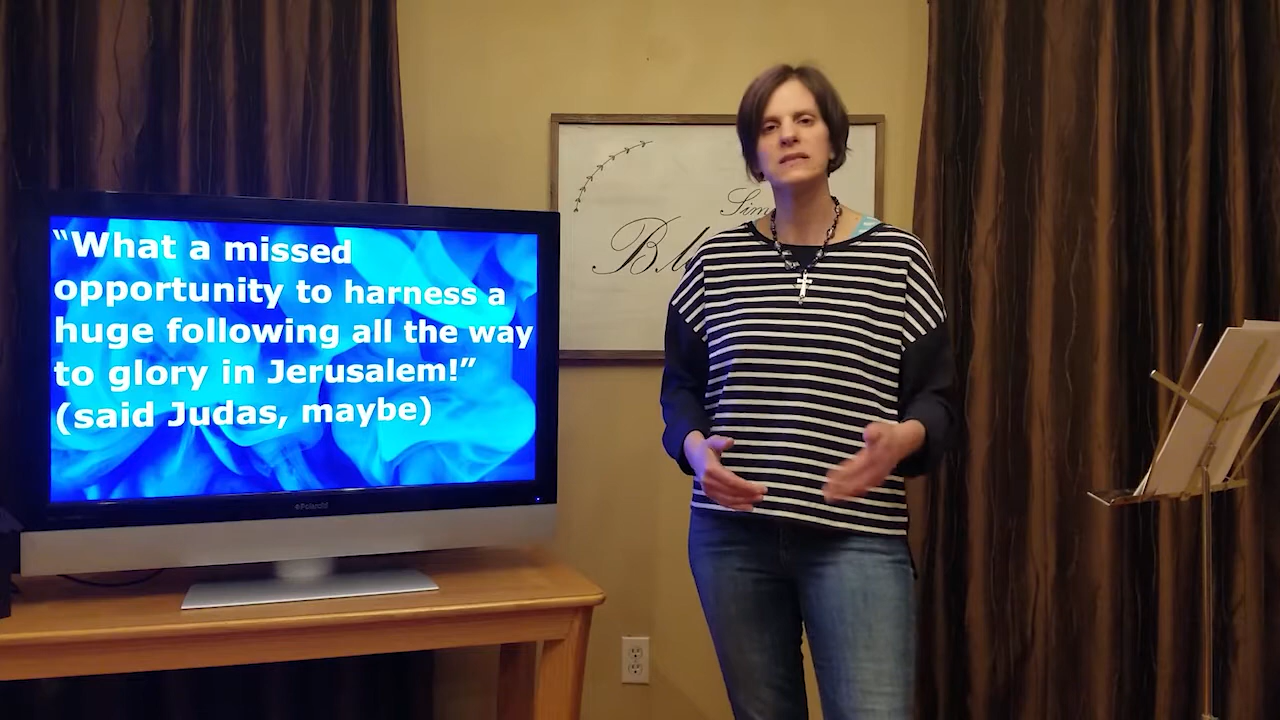 “What a missed
opportunity to harness a
huge following all the way
to glory in Jerusalem!”
(said Judas, maybe)
Polaroid